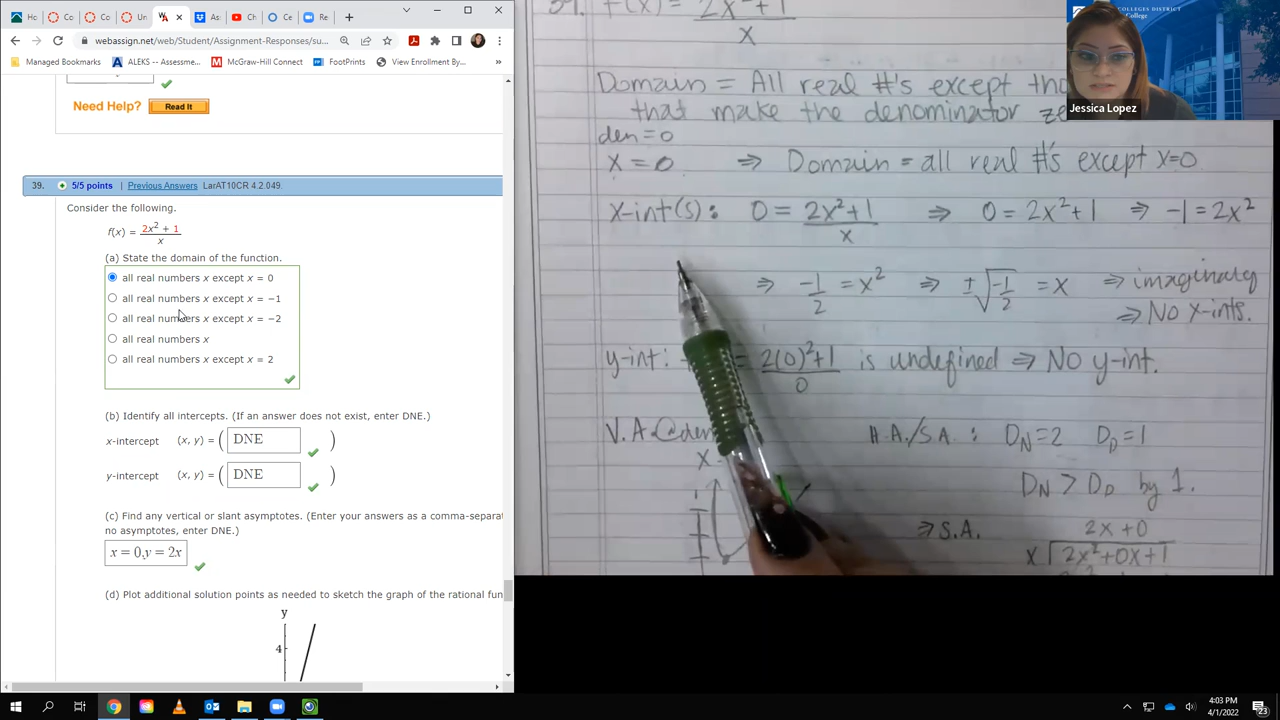 webassign.net/web/Student/Assignment-Responses/su...
Managed Bookmarks
ALEKS -- Assessme...
McGraw-Hill Connect
FootPrints
View Enrollment By...
Need Help? Read It
39.
5/5 points | Previous Answers LarAT10CR 4.2.049.
Consider the following.
f(x) = (2x² + 1)/x
(a) State the domain of the function.
all real numbers x except x = 0
all real numbers x except x = −1
all real numbers x except x = −2
all real numbers x
all real numbers x except x = 2
(b) Identify all intercepts. (If an answer does not exist, enter DNE.)
x-intercept (x, y) = ( DNE )
y-intercept (x, y) = ( DNE )
(c) Find any vertical or slant asymptotes. (Enter your answers as a comma-separat
no asymptotes, enter DNE.)
x = 0,y = 2x
(d) Plot additional solution points as needed to sketch the graph of the rational fun
y
4
f(x) = (2x²+1)/x
Domain = All real #'s except
that make the denominator
den = 0
x = 0 ⇒ Domain = all real #'s except x=0
x-int(s): 0 = (2x²+1)/x ⇒ 0 = 2x²+1 ⇒ -1 = 2x²
⇒ -1/2 = x² ⇒ ±√(-1/2) = x ⇒ imaginary
⇒ No x-ints.
y-int: = (2(0)²+1)/0 is undefined ⇒ No y-int.
V.A.@den H.A./S.A.: D_N=2 D_D=1
x
D_N > D_D by 1.
2x +0
⇒ S.A. x 2x²+0x+1
COLLEGES DISTRICT
College
Jessica Lopez
4:03 PM
4/1/2022
23